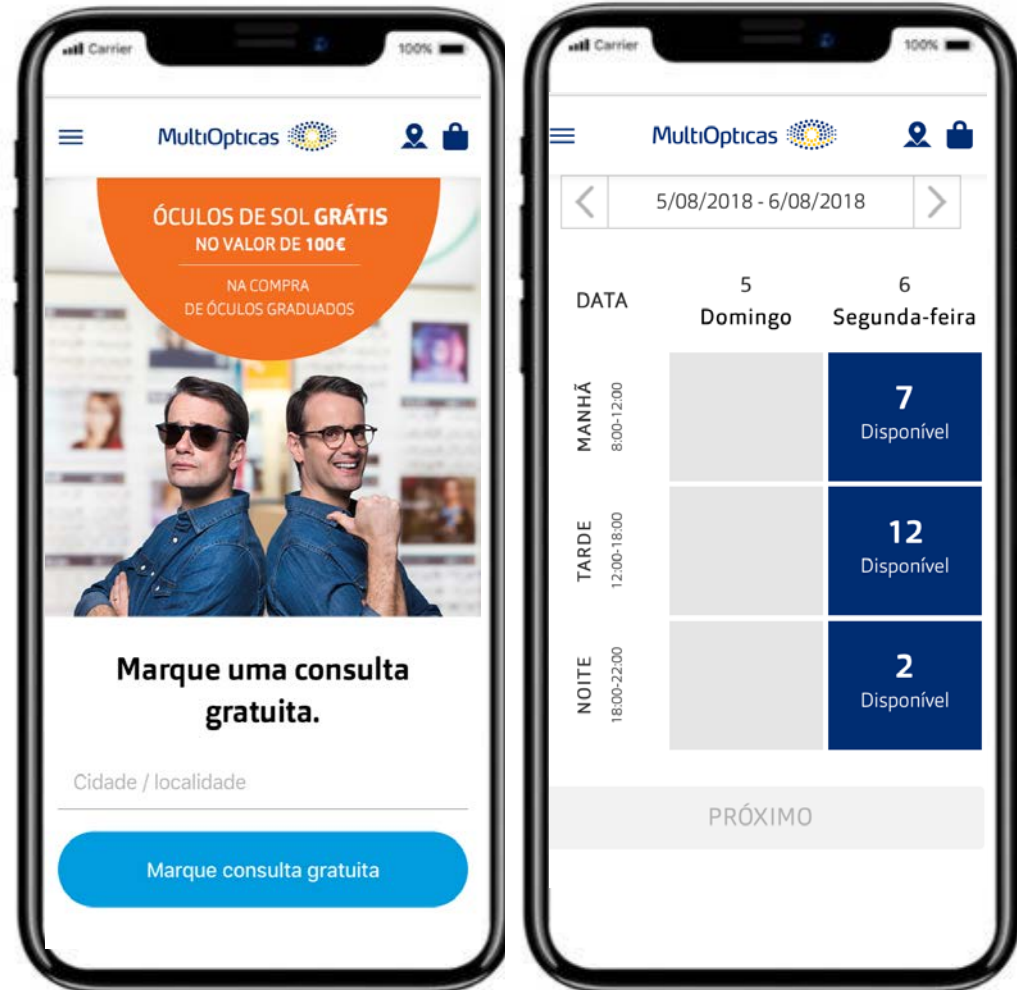 Carrier
100%
MultiOpticas
ÓCULOS DE SOL GRÁTIS
NO VALOR DE 100€
NA COMPRA
DE ÓCULOS GRADUADOS
Marque uma consulta
gratuita.
Cidade / localidade
Marque consulta gratuita
Carrier
100%
MultiOpticas
5/08/2018 - 6/08/2018
DATA
5
Domingo
6
Segunda-feira
MANHÃ
8:00-12:00
7
Disponível
TARDE
12:00-18:00
12
Disponível
NOITE
18:00-22:00
2
Disponível
PRÓXIMO